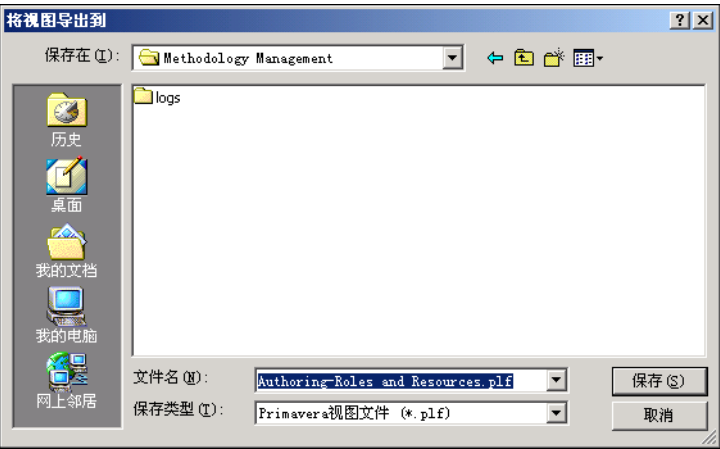 将视图导出到
保存在(I): Methodology Management
logs
历史
桌面
我的文档
我的电脑
网上邻居
文件名(N): Authoring-Roles and Resources.plf 保存(S)
保存类型(T): Primavera视图文件 (*.plf) 取消